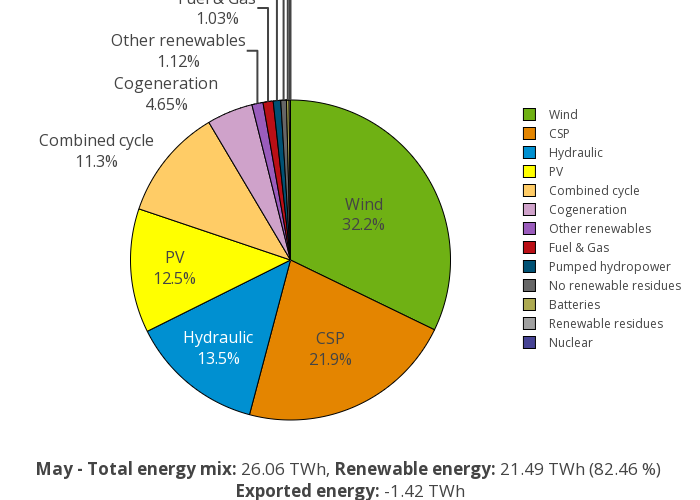 Fuel & Gas
1.03%
Other renewables
1.12%
Cogeneration
4.65%
Combined cycle
11.3%
Wind
32.2%
PV
12.5%
Hydraulic
13.5%
CSP
21.9%
Wind
CSP
Hydraulic
PV
Combined cycle
Cogeneration
Other renewables
Fuel & Gas
Pumped hydropower
No renewable residues
Batteries
Renewable residues
Nuclear
May - Total energy mix: 26.06 TWh, Renewable energy: 21.49 TWh (82.46 %)
Exported energy: -1.42 TWh